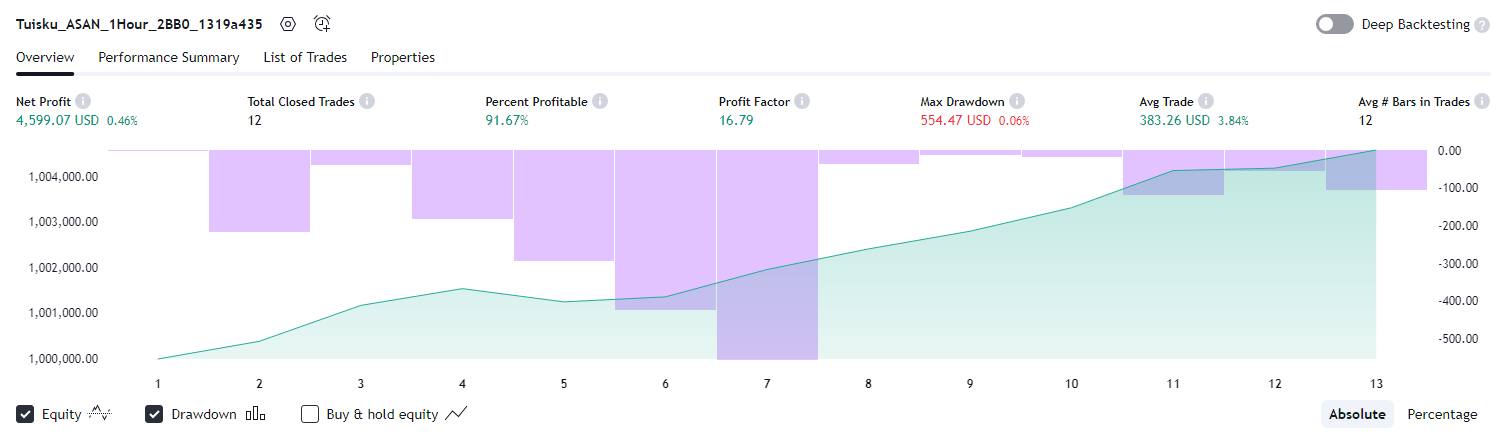 Tuisku_ASAN_1Hour_2BB0_1319a435
Deep Backtesting ?
Overview Performance Summary List of Trades Properties
Net Profit Total Closed Trades Percent Profitable Profit Factor Max Drawdown Avg Trade Avg # Bars in Trades
4,599.07 USD 0.46% 12 91.67% 16.79 554.47 USD 0.06% 383.26 USD 3.84% 12
0.00
1,004,000.00
-100.00
1,003,000.00
-200.00
1,002,000.00
-300.00
-400.00
1,001,000.00
-500.00
1,000,000.00
1 2 3 4 5 6 7 8 9 10 11 12 13
Equity Drawdown Buy & hold equity Absolute Percentage